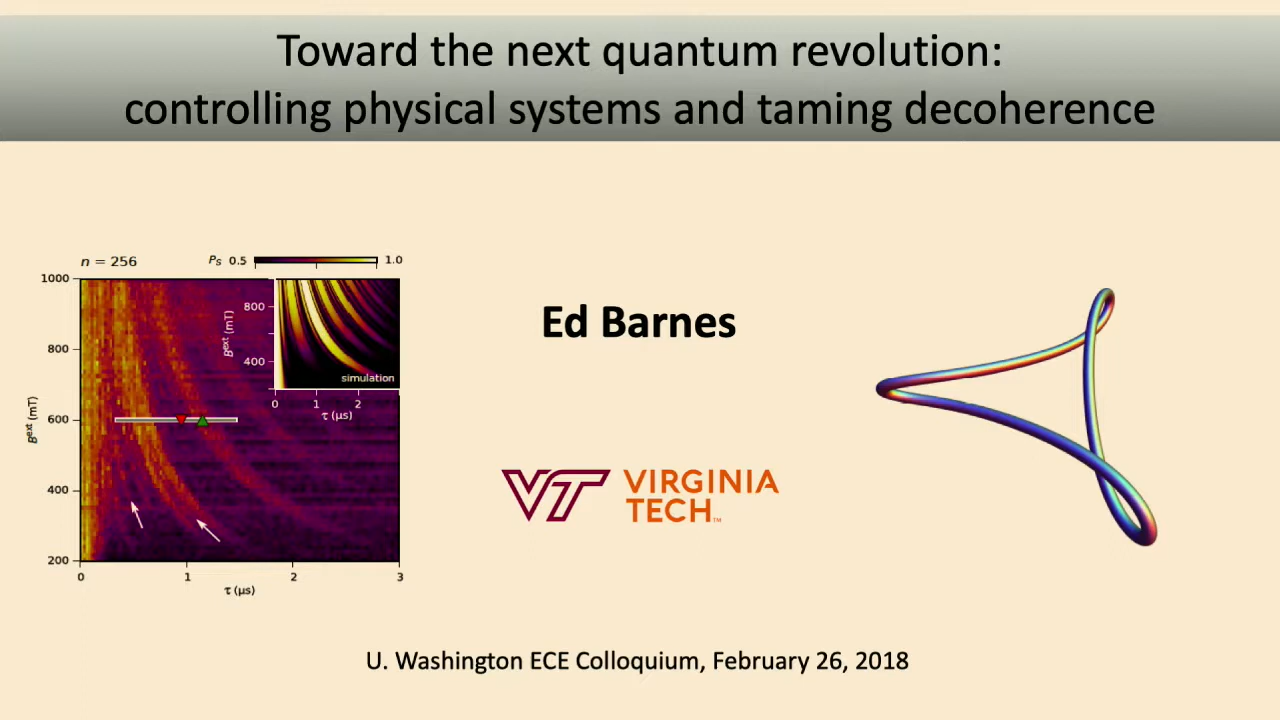 Toward the next quantum revolution:
controlling physical systems and taming decoherence
n = 256
Ps 0.5
1.0
1000
800
600
400
200
Bext (mT)
0
1
2
3
τ (μs)
800
400
Bext (mT)
simulation
0
1
2
τ (μs)
Ed Barnes
VT VIRGINIA
TECH™
U. Washington ECE Colloquium, February 26, 2018